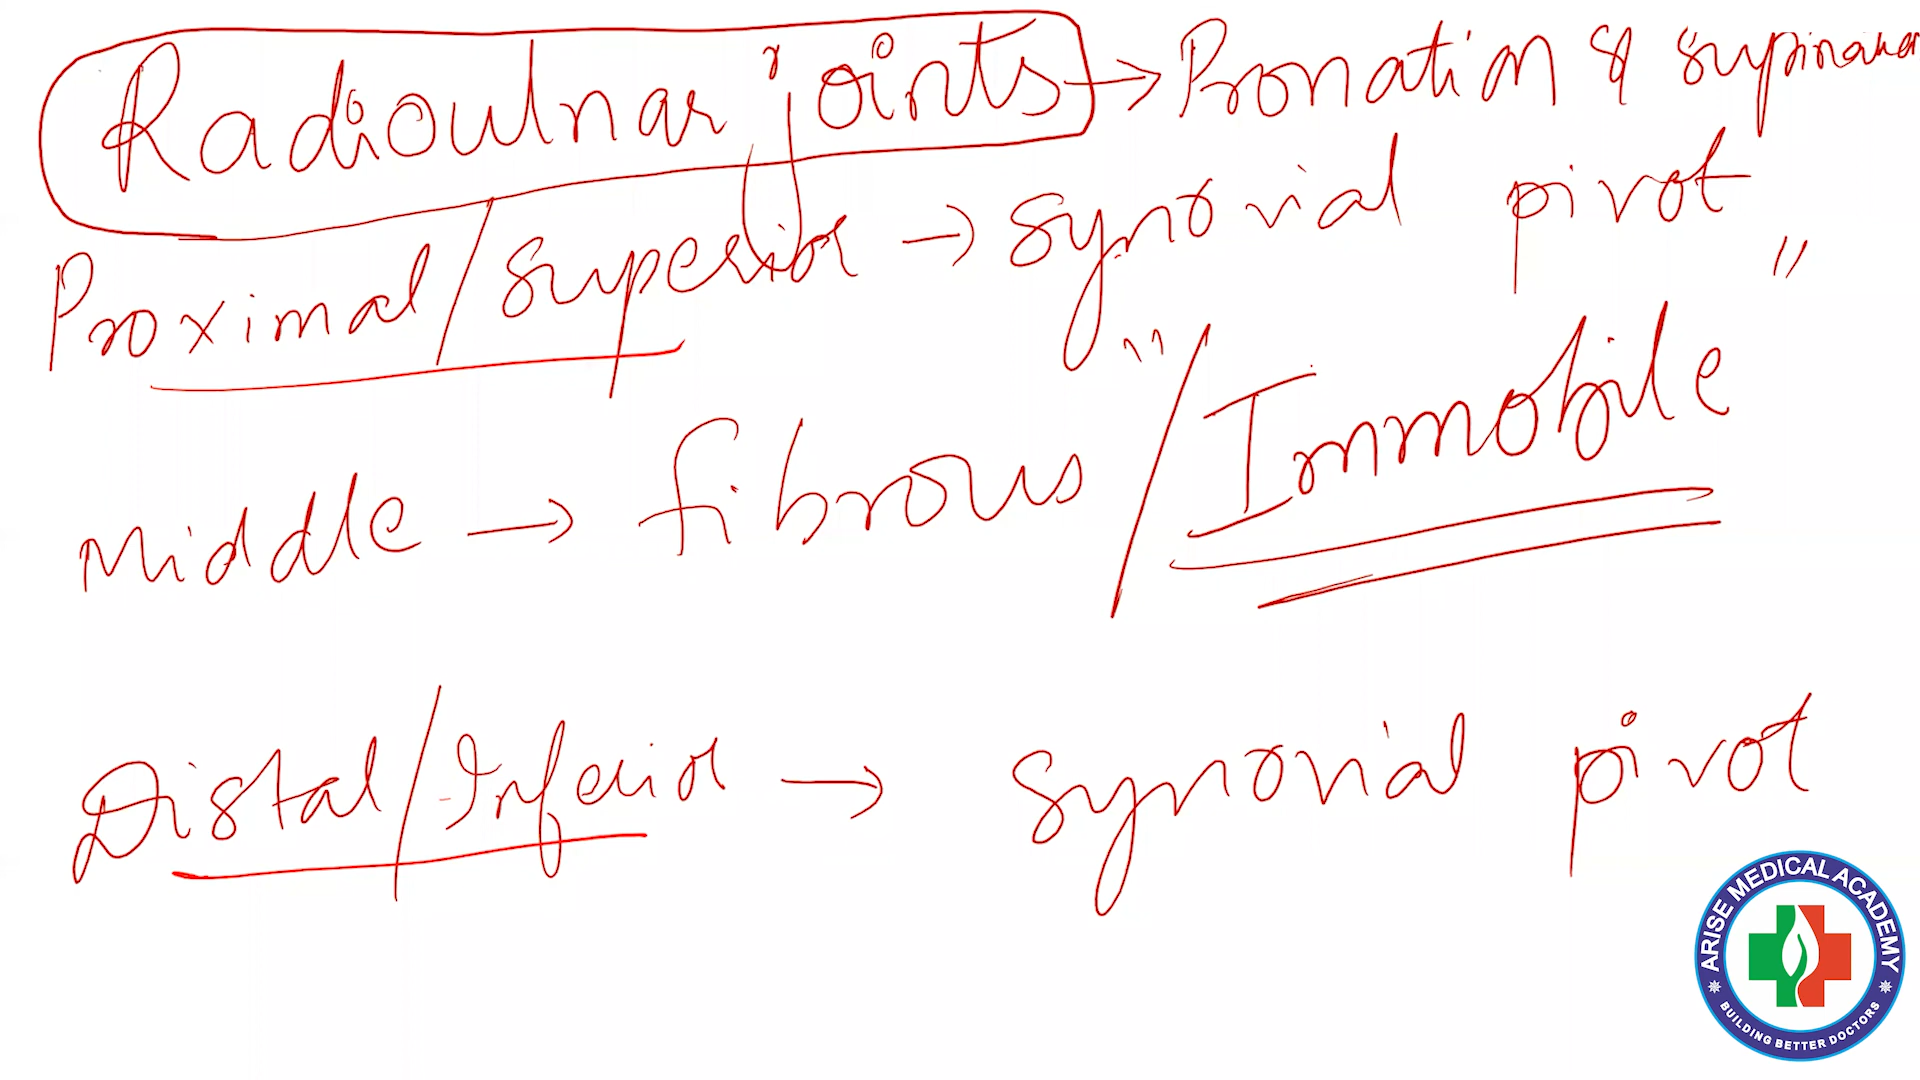 Radioulnar joints → Pronation & supination
Proximal/superior → synovial pivot
Middle → fibrous / "Immobile"
Distal/Inferior → synovial pivot
ARISE MEDICAL ACADEMY
BUILDING BETTER DOCTORS